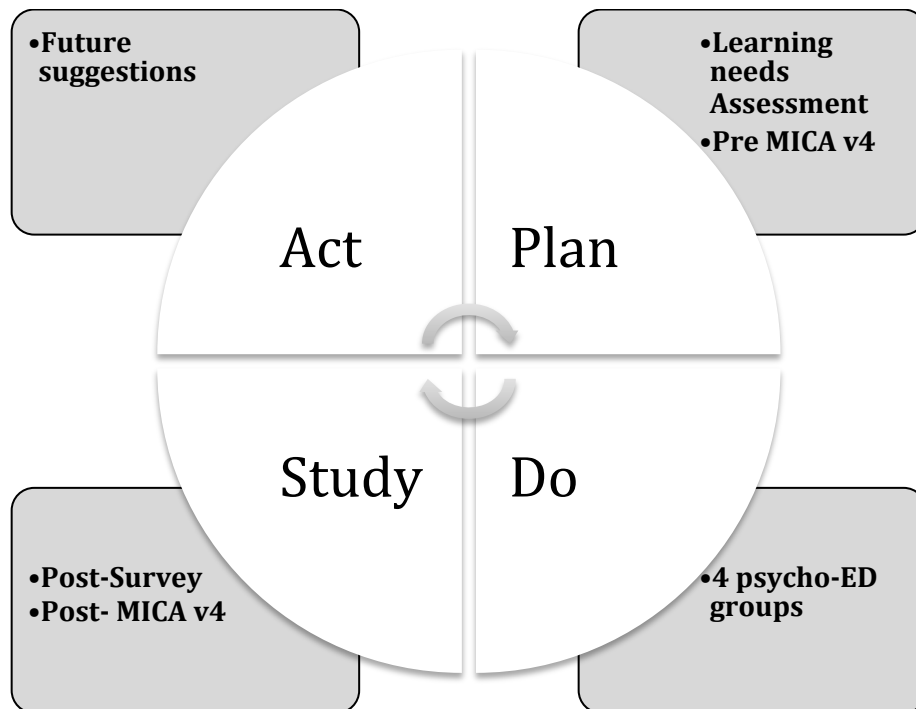 •Future
suggestions
•Learning
needs
Assessment
•Pre MICA v4
Act
Plan
Study
Do
•Post-Survey
•Post- MICA v4
•4 psycho-ED
groups